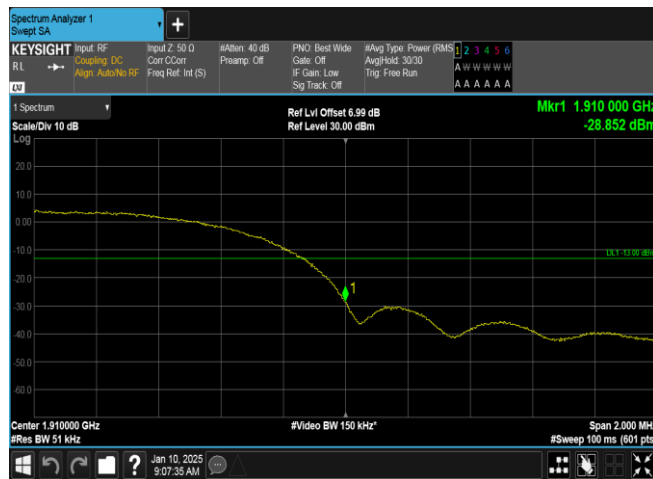 Spectrum Analyzer 1
Swept SA
+
KEYSIGHT
RL
LXI
Input: RF
Coupling: DC
Align: Auto/No RF
Input Z: 50 Ω
Corr CCorr
Freq Ref: Int (S)
#Atten: 40 dB
Preamp: Off
PNO: Best Wide
Gate: Off
IF Gain: Low
Sig Track: Off
#Avg Type: Power (RMS
Avg|Hold: 30/30
Trig: Free Run
1 2 3 4 5 6
A W W W W W
A A A A A A
1 Spectrum
Scale/Div 10 dB
Log
Ref Lvl Offset 6.99 dB
Ref Level 30.00 dBm
Mkr1 1.910 000 GHz
-28.852 dBm
20.0
10.0
0.00
-10.0
-20.0
-30.0
-40.0
-50.0
-60.0
DL1 -13.00 dBm
1
Center 1.910000 GHz
#Res BW 51 kHz
#Video BW 150 kHz*
Span 2.000 MHz
#Sweep 100 ms (601 pts
?
Jan 10, 2025
9:07:35 AM